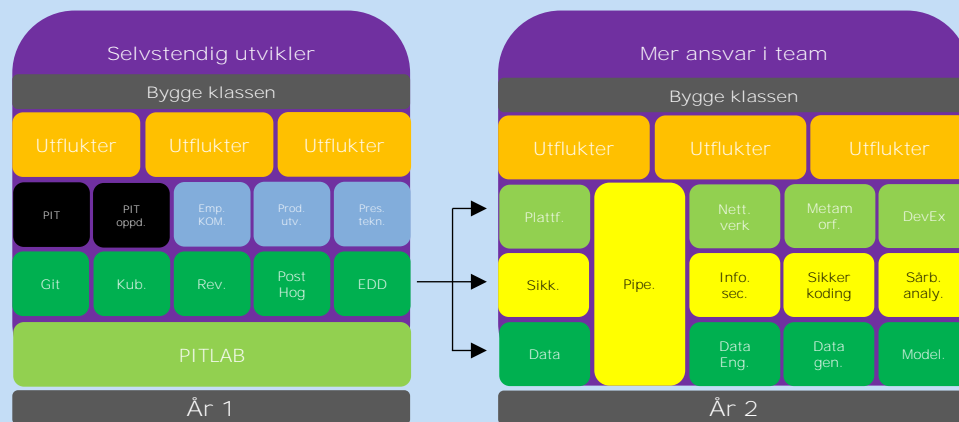 Selvstendig utvikler
Bygge klassen
Utflukter
Utflukter
Utflukter
PIT
PIT
oppd.
Emp.
KOM.
Prod.
utv.
Pres.
tekn.
Git
Kub.
Rev.
Post
Hog
EDD
PITLAB
År 1
Mer ansvar i team
Bygge klassen
Utflukter
Utflukter
Utflukter
Plattf.
Pipe.
Nett.
verk
Metam
orf.
DevEx
Sikk.
Info.
sec.
Sikker
koding
Sårb.
analy.
Data
Data
Eng.
Data
gen.
Model.
År 2